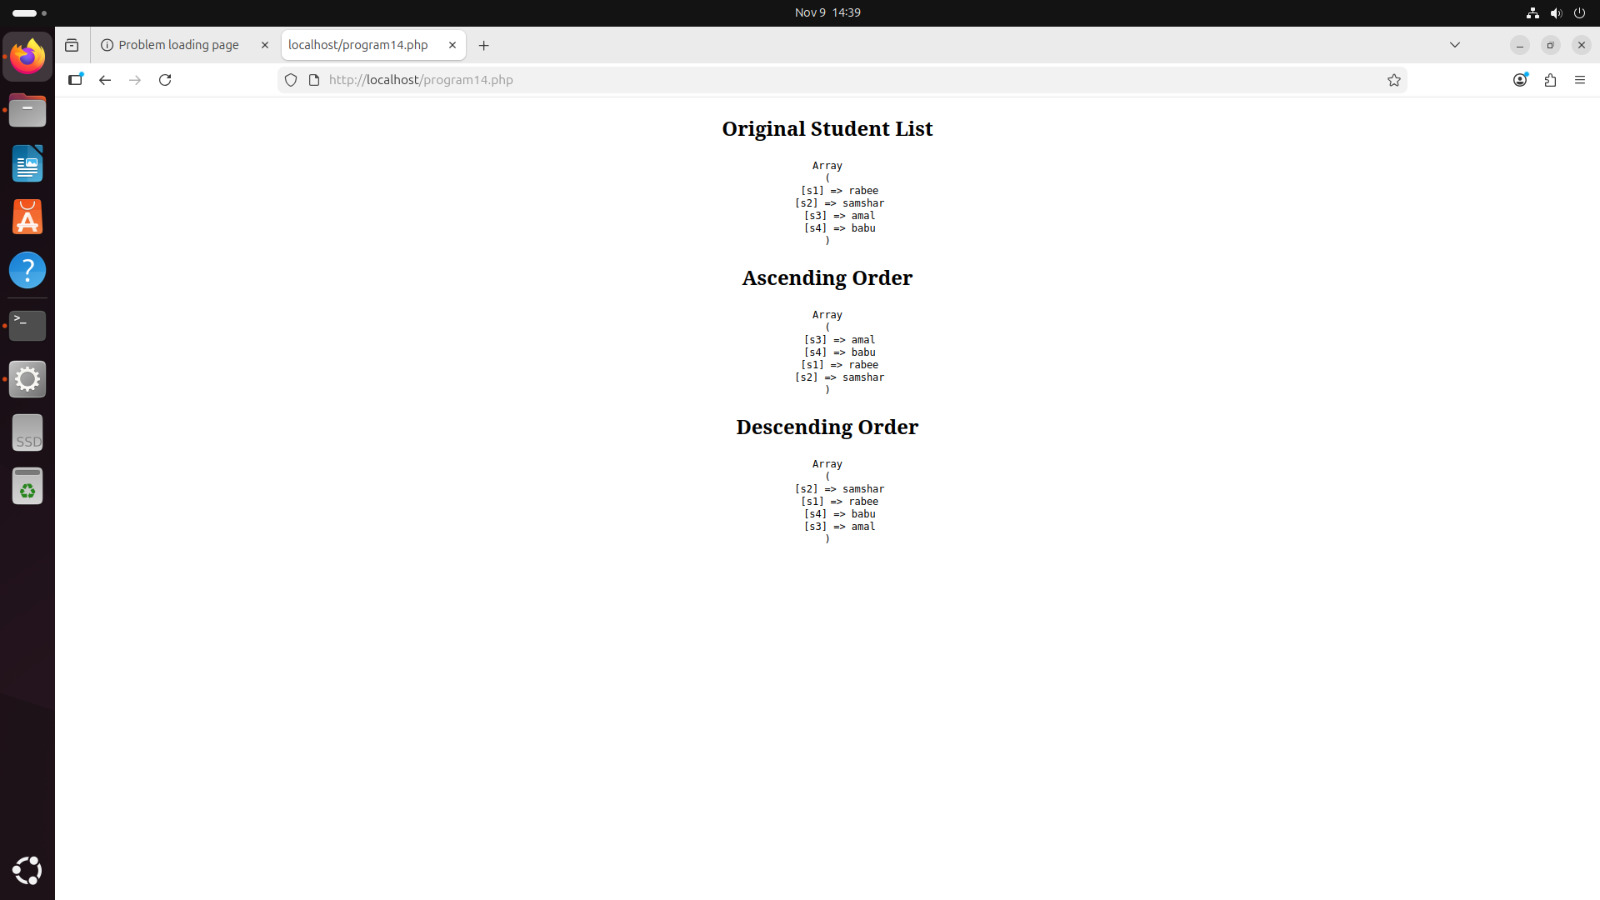 Nov 9 14:39
Problem loading page
localhost/program14.php
http://localhost/program14.php
Original Student List
Array
(
[s1] => rabee
[s2] => samshar
[s3] => amal
[s4] => babu
)
Ascending Order
Array
(
[s3] => amal
[s4] => babu
[s1] => rabee
[s2] => samshar
)
Descending Order
Array
(
[s2] => samshar
[s1] => rabee
[s4] => babu
[s3] => amal
)
SSD